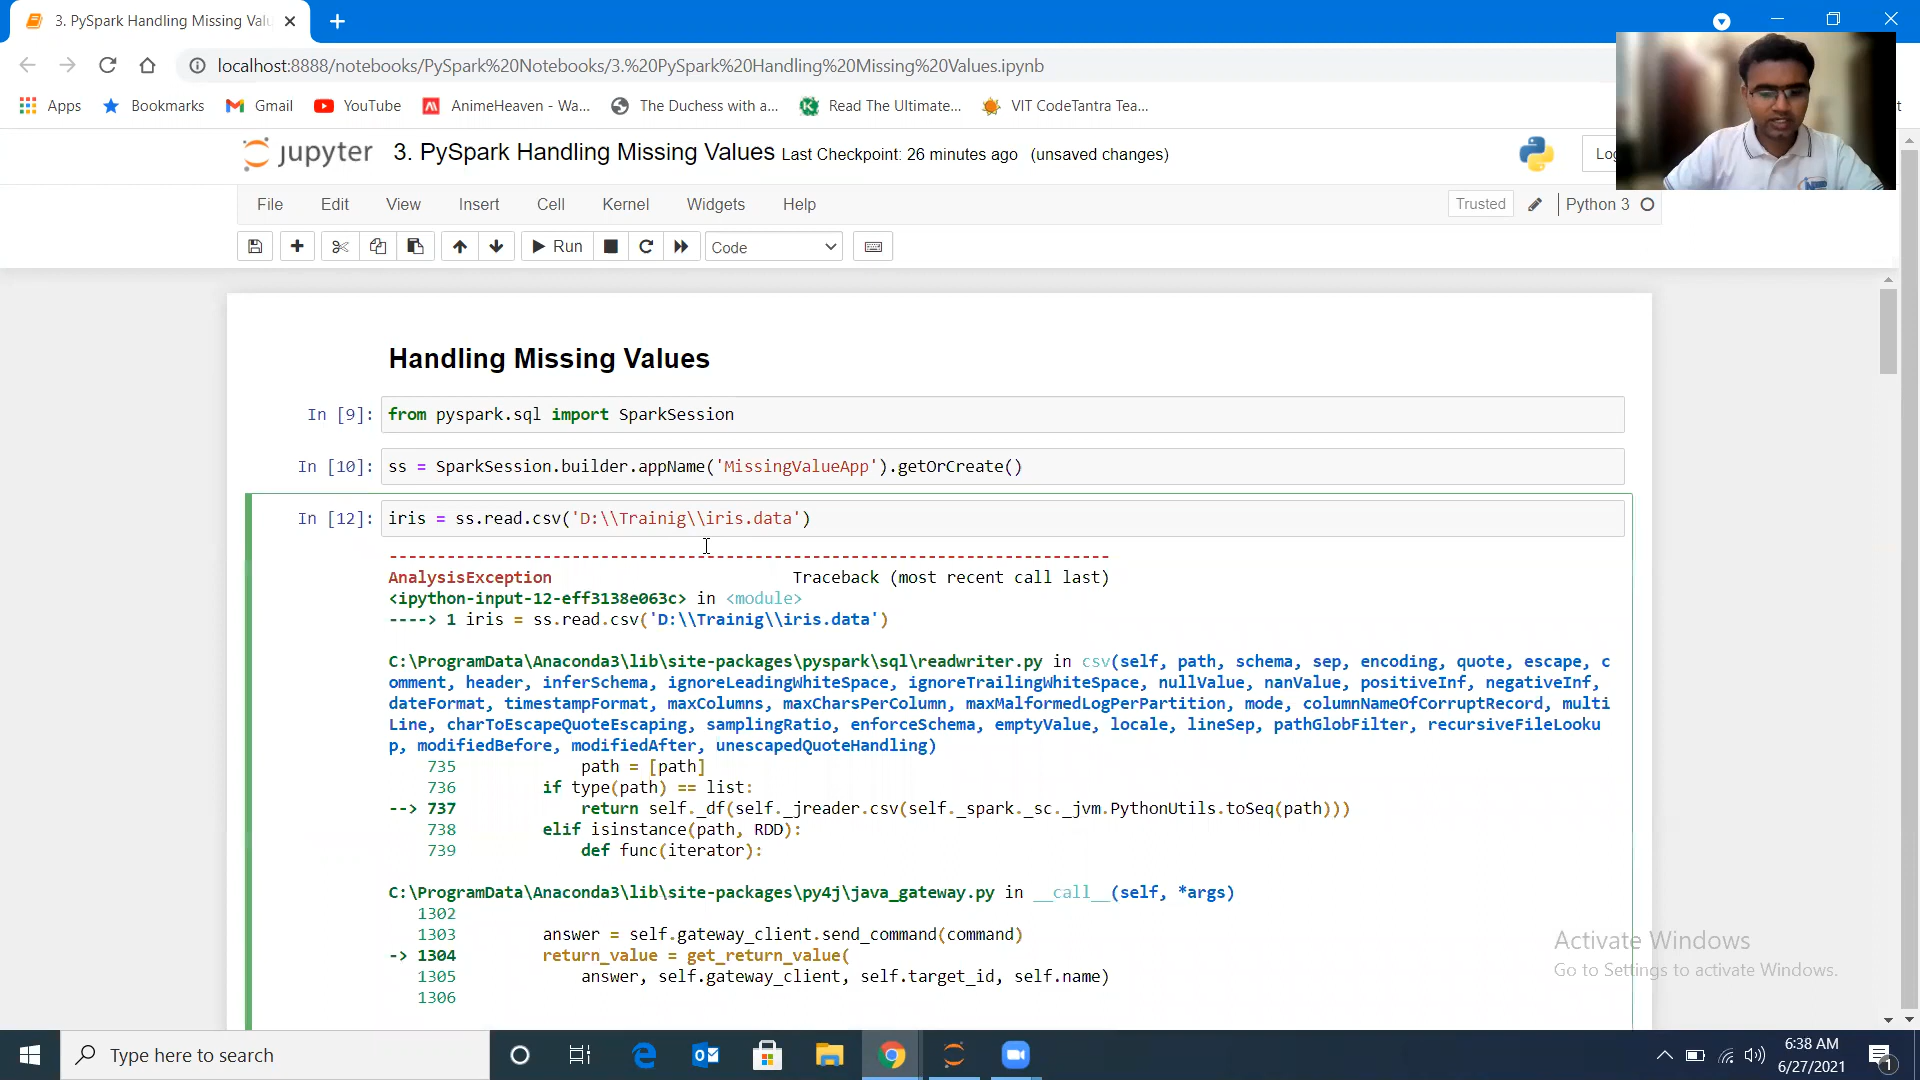 3. PySpark Handling Missing Valu
localhost:8888/notebooks/PySpark%20Notebooks/3.%20PySpark%20Handling%20Missing%20Values.ipynb
Apps Bookmarks Gmail YouTube AnimeHeaven - Wa... The Duchess with a... Read The Ultimate... VIT CodeTantra Tea...
jupyter 3. PySpark Handling Missing Values Last Checkpoint: 26 minutes ago (unsaved changes)
File Edit View Insert Cell Kernel Widgets Help Trusted Python 3
Run Code
Handling Missing Values
In [9]: from pyspark.sql import SparkSession
In [10]: ss = SparkSession.builder.appName('MissingValueApp').getOrCreate()
In [12]: iris = ss.read.csv('D:\\Trainig\\iris.data')
---------------------------------------------------------------------------
AnalysisException Traceback (most recent call last)
<ipython-input-12-eff3138e063c> in <module>
----> 1 iris = ss.read.csv('D:\\Trainig\\iris.data')
C:\ProgramData\Anaconda3\lib\site-packages\pyspark\sql\readwriter.py in csv(self, path, schema, sep, encoding, quote, escape, c
omment, header, inferSchema, ignoreLeadingWhiteSpace, ignoreTrailingWhiteSpace, nullValue, nanValue, positiveInf, negativeInf,
dateFormat, timestampFormat, maxColumns, maxCharsPerColumn, maxMalformedLogPerPartition, mode, columnNameOfCorruptRecord, multi
Line, charToEscapeQuoteEscaping, samplingRatio, enforceSchema, emptyValue, locale, lineSep, pathGlobFilter, recursiveFileLooku
p, modifiedBefore, modifiedAfter, unescapedQuoteHandling)
735 path = [path]
736 if type(path) == list:
--> 737 return self._df(self._jreader.csv(self._spark._sc._jvm.PythonUtils.toSeq(path)))
738 elif isinstance(path, RDD):
739 def func(iterator):
C:\ProgramData\Anaconda3\lib\site-packages\py4j\java_gateway.py in __call__(self, *args)
1302
1303 answer = self.gateway_client.send_command(command)
-> 1304 return_value = get_return_value(
1305 answer, self.gateway_client, self.target_id, self.name)
1306
Activate Windows
Go to Settings to activate Windows.
Type here to search
6:38 AM
6/27/2021
1